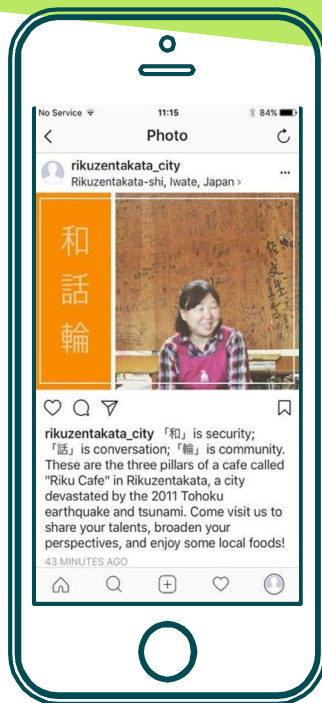 No Service 11:15 84%
Photo
rikuzentakata_city
Rikuzentakata-shi, Iwate, Japan ›
和
話
輪
rikuzentakata_city 「和」is security;
「話」is conversation;「輪」is community.
These are the three pillars of a cafe called
"Riku Cafe" in Rikuzentakata, a city
devastated by the 2011 Tohoku
earthquake and tsunami. Come visit us to
share your talents, broaden your
perspectives, and enjoy some local foods!
43 MINUTES AGO